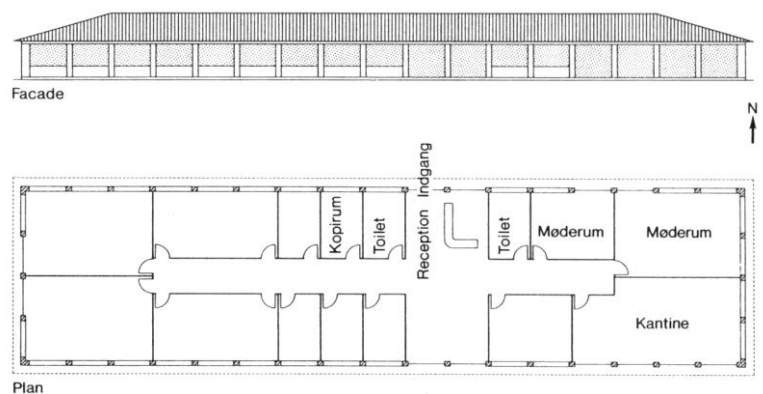 Facade
N
Indgang
Reception
Kopirum
Toilet
Toilet
Møderum
Møderum
Kantine
Plan